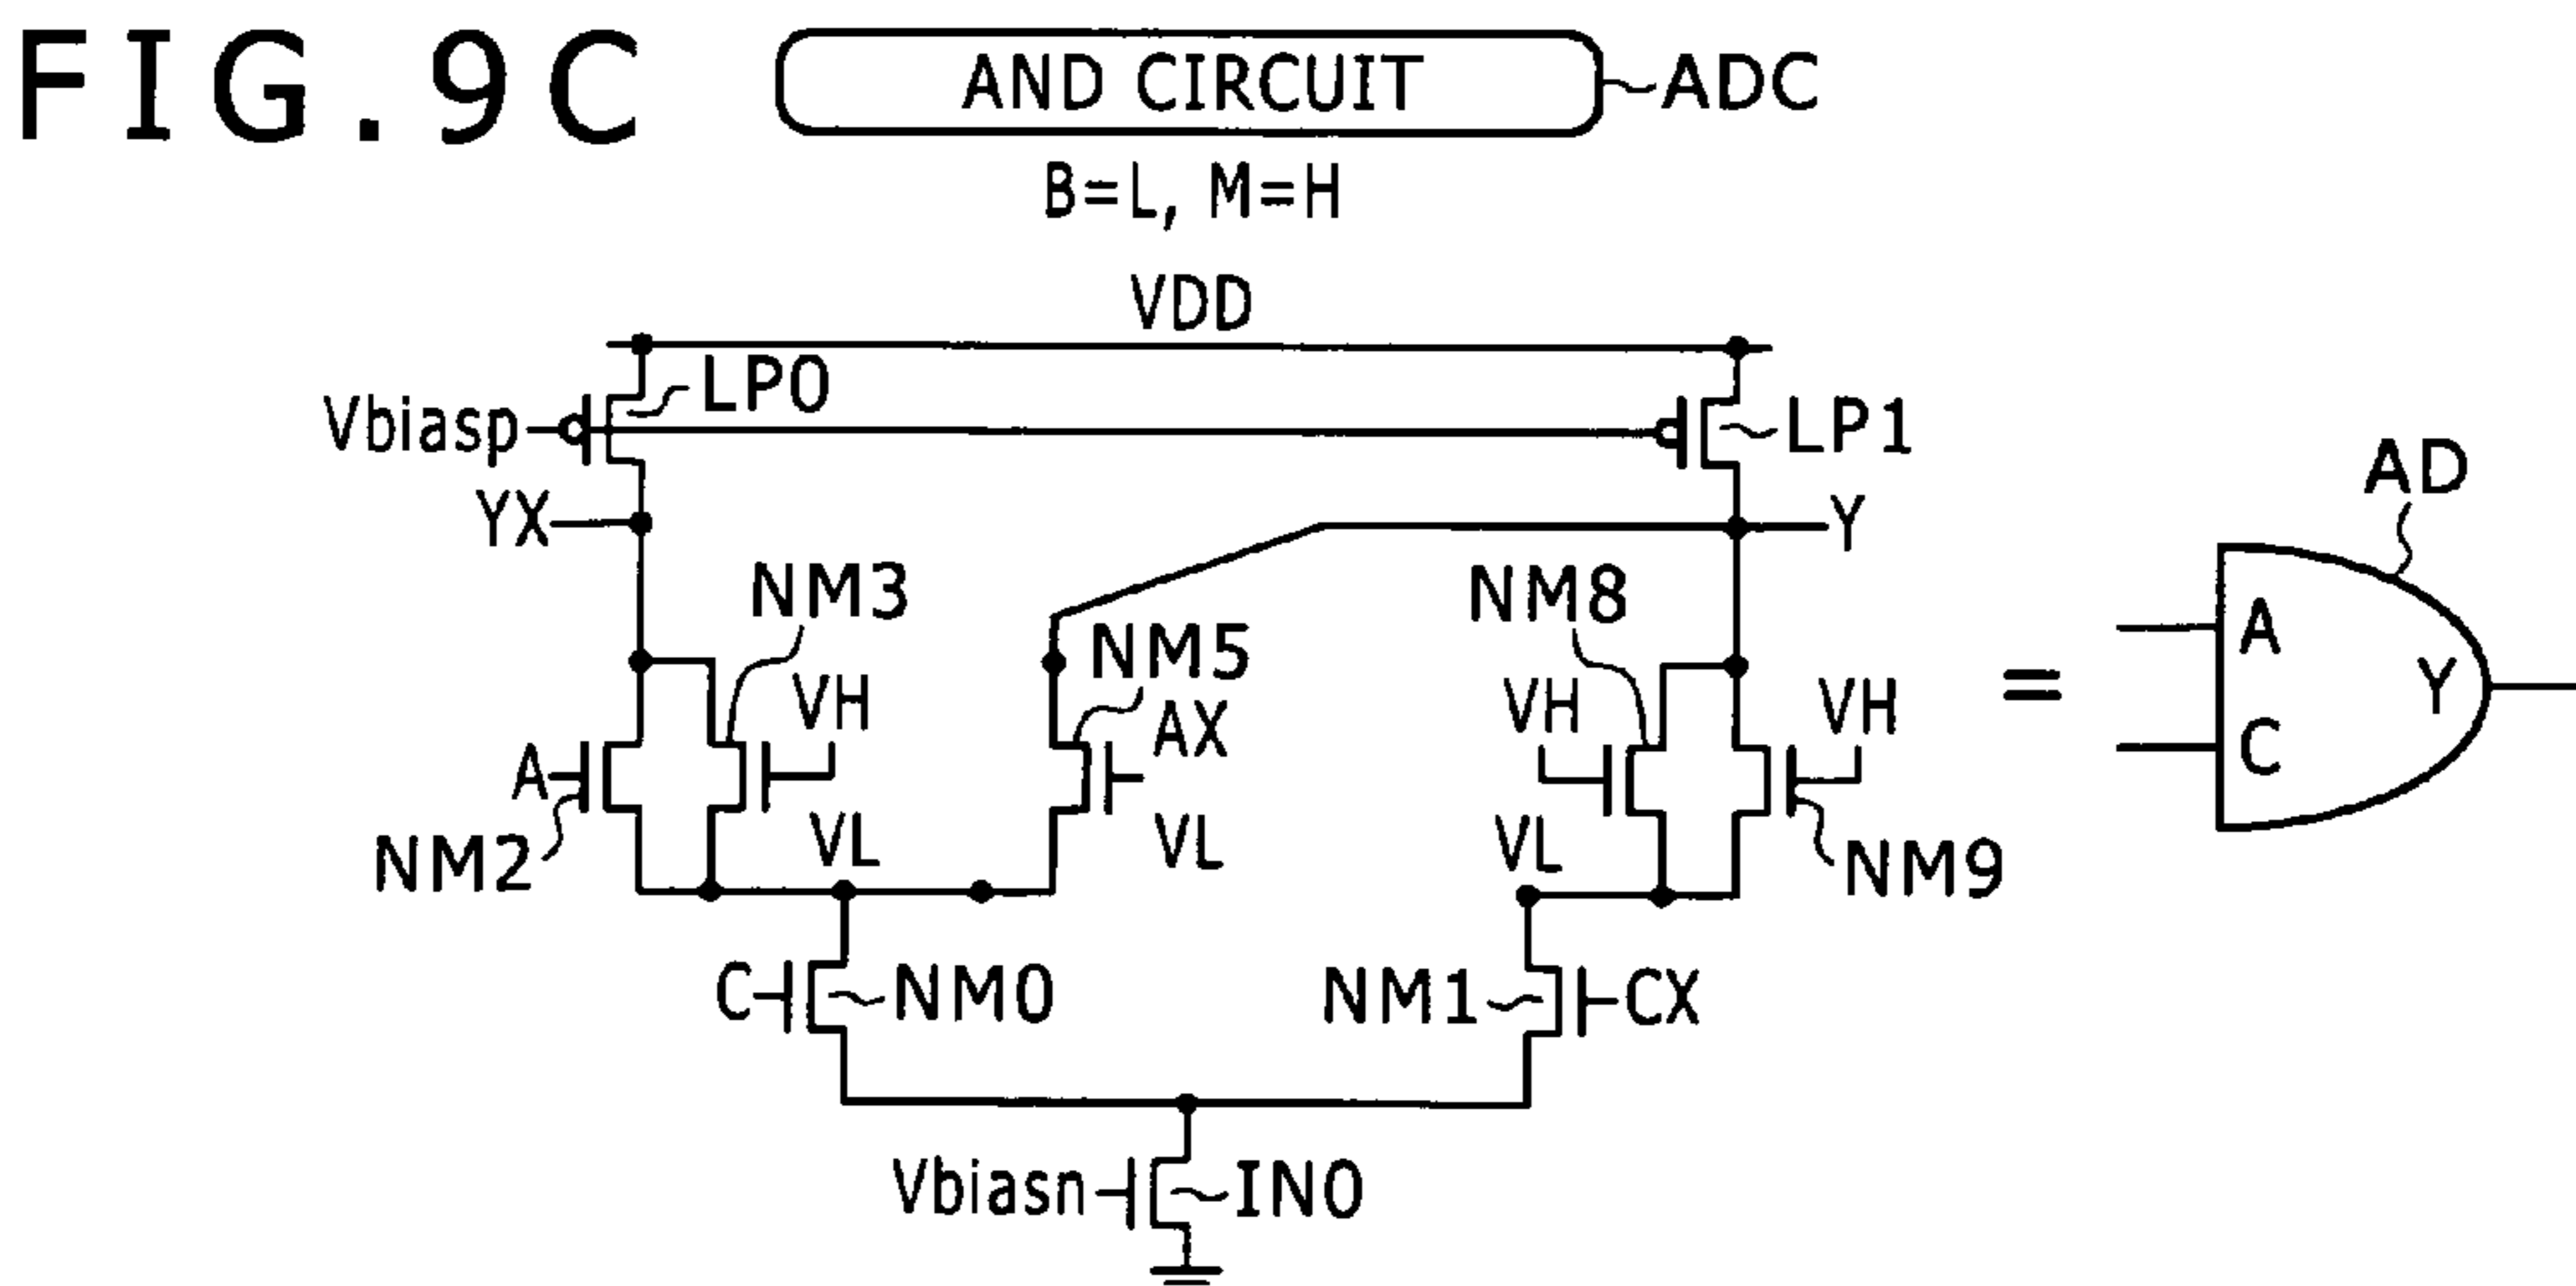 FIG.9C
AND CIRCUIT
ADC
B=L, M=H
VDD
LP0
Vbiasp
LP1
YX
Y
AD
NM3
NM8
NM5
VH
AX
VH
VH
A
NM2
VL
VL
VL
NM9
=
A
C
Y
C
NM0
NM1
CX
Vbiasn
IN0